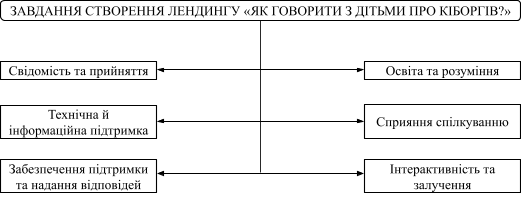 ЗАВДАННЯ СТВОРЕННЯ ЛЕНДИНГУ «ЯК ГОВОРИТИ З ДІТЬМИ ПРО КІБОРГІВ?»
Свідомість та прийняття
Освіта та розуміння
Технічна й
інформаційна підтримка
Сприяння спілкуванню
Забезпечення підтримки
та надання відповідей
Інтерактивність та
залучення